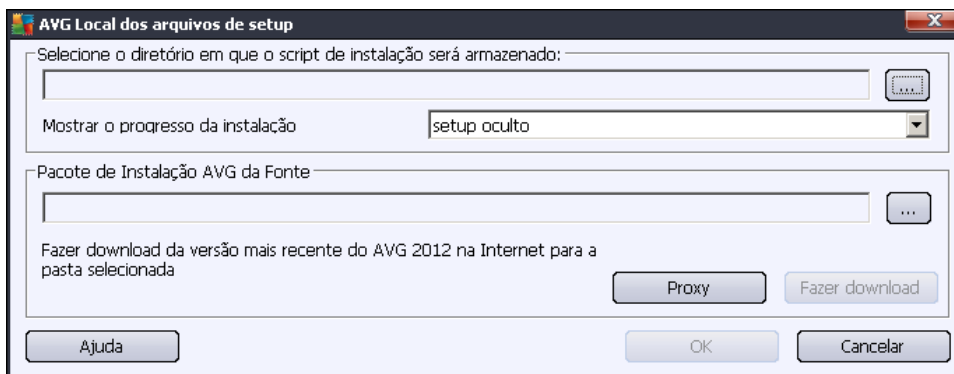 AVG Local dos arquivos de setup
Selecione o diretório em que o script de instalação será armazenado:
...
Mostrar o progresso da instalação
setup oculto
Pacote de Instalação AVG da Fonte
...
Fazer download da versão mais recente do AVG 2012 na Internet para a
pasta selecionada
Proxy
Fazer download
Ajuda
OK
Cancelar